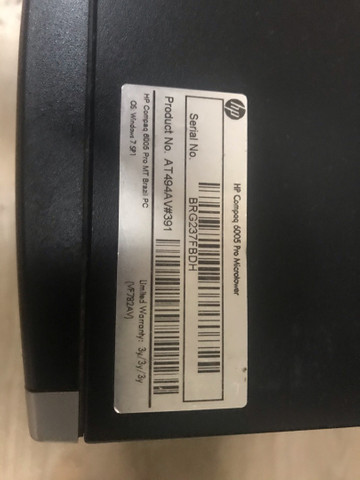 hp
HP Compaq 6005 Pro Microtower
Serial No.
BRG237FBDH
Product No. AT494AV#391
HP Compaq 6005 Pro MT Brazil PC
OS: Windows 7 SP1
Limited Warranty: 3y/3y/3y
(VF782AV)